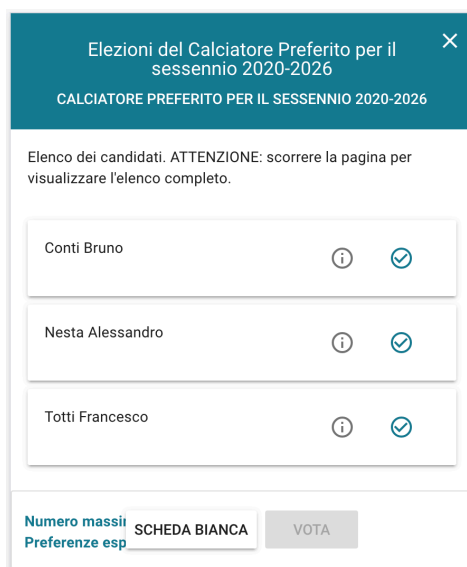 Elezioni del Calciatore Preferito per il
sessennio 2020-2026
CALCIATORE PREFERITO PER IL SESSENNIO 2020-2026
Elenco dei candidati. ATTENZIONE: scorrere la pagina per
visualizzare l'elenco completo.
Conti Bruno
Nesta Alessandro
Totti Francesco
Numero
Preferenze
SCHEDA BIANCA
VOTA